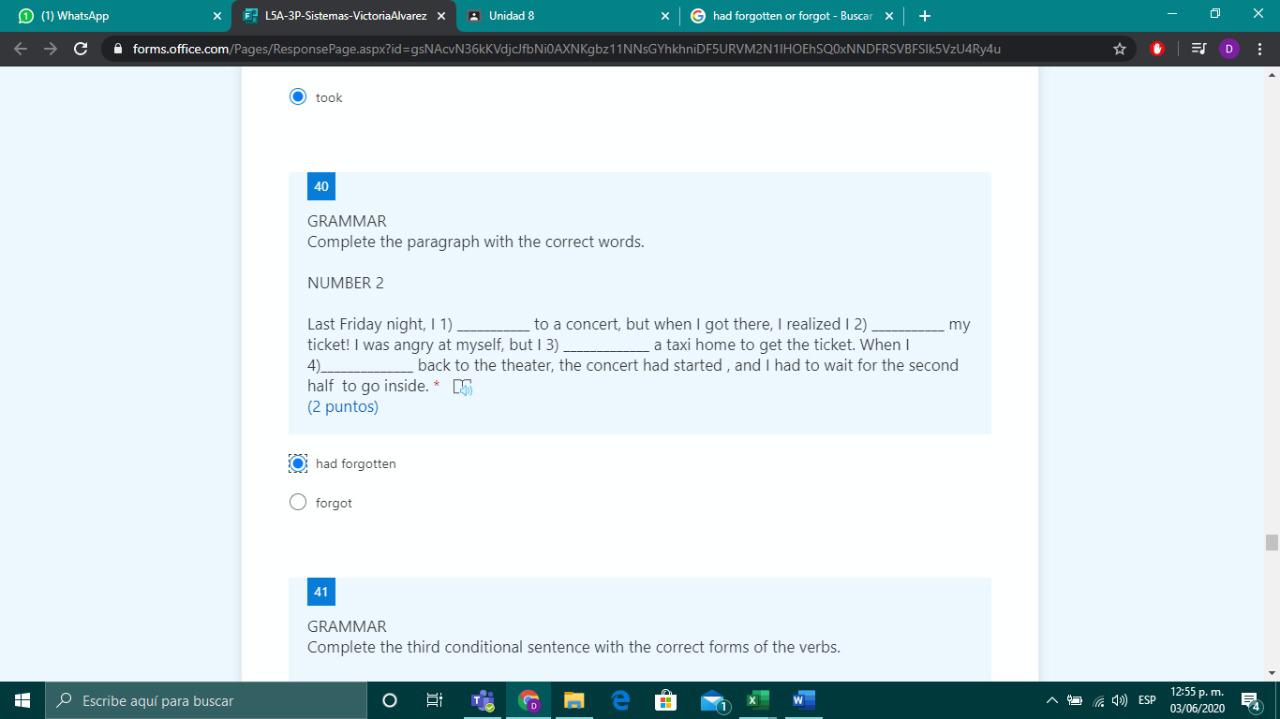 (1) WhatsApp
L5A-3P-Sistemas-VictoriaAlvarez
Unidad 8
had forgotten or forgot - Buscar
forms.office.com/Pages/ResponsePage.aspx?id=gsNAcvN36kKVdjcJfbNi0AXNKgbz11NNsGYhkhniDF5URVM2N1lHOEhSQ0xNNDFRSVBFSlk5VzU4Ry4u
D
took
40
GRAMMAR
Complete the paragraph with the correct words.
NUMBER 2
Last Friday night, I 1) ___________ to a concert, but when I got there, I realized I 2) ___________ my
ticket! I was angry at myself, but I 3) _____________ a taxi home to get the ticket. When I
4)______________ back to the theater, the concert had started , and I had to wait for the second
half to go inside. *
(2 puntos)
had forgotten
forgot
41
GRAMMAR
Complete the third conditional sentence with the correct forms of the verbs.
Escribe aquí para buscar
ESP
12:55 p. m.
03/06/2020
4